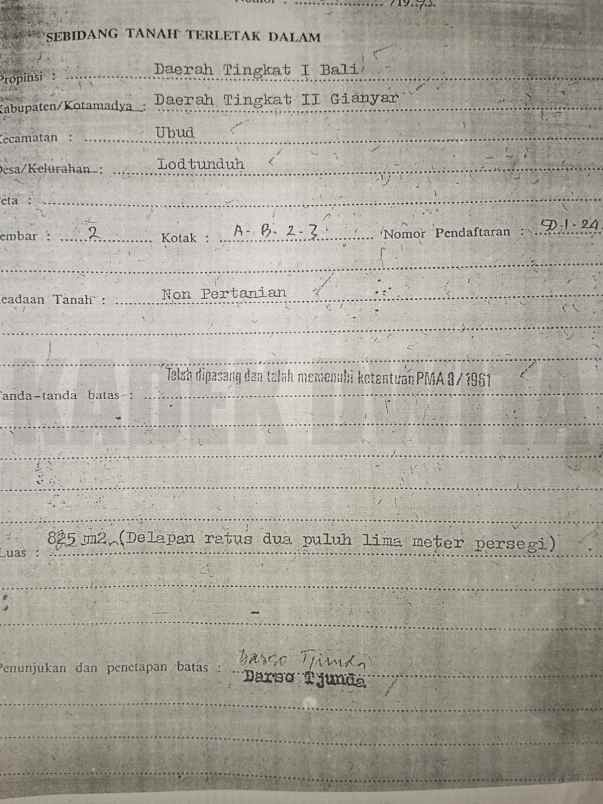 SEBIDANG TANAH TERLETAK DALAM
Propinsi : Daerah Tingkat I Bali
Kabupaten/Kotamadya : Daerah Tingkat II Gianyar
Kecamatan : Ubud
Desa/Kelurahan : Lodtunduh
Peta :
Lembar : 2 Kotak : A-B. 2-3 Nomor Pendaftaran :
Keadaan Tanah : Non Pertanian
Telah dipasang dan telah memenuhi ketentuan PMA 8/1961
Tanda-tanda batas :
Luas : 825 m2, (Delapan ratus dua puluh lima meter persegi)
Darso Tjunda
Penunjukan dan penetapan batas :
Darso Tjunda